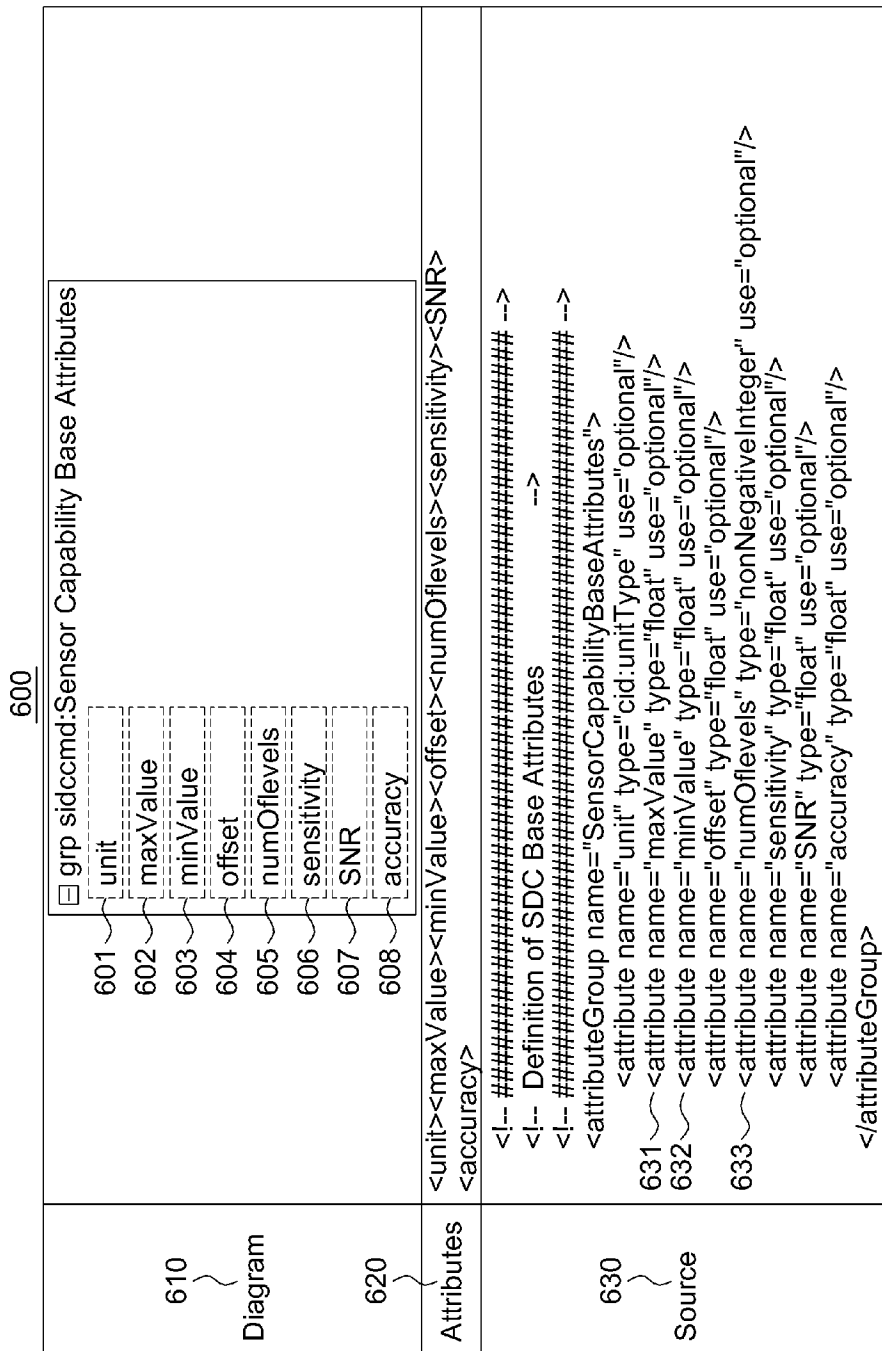 600
610
Diagram
⊟ grp sidccmd:Sensor Capability Base Attributes
601 unit
602 maxValue
603 minValue
604 offset
605 numOflevels
606 sensitivity
607 SNR
608 accuracy
620
Attributes
<unit><maxValue><minValue><offset><numOflevels><sensitivity><SNR>
<accuracy>
630
Source
<!-- ################################################ -->
<!-- Definition of SDC Base Attributes -->
<!-- ################################################ -->
<attributeGroup name="SensorCapabilityBaseAttributes">
<attribute name="unit" type="cid:unitType" use="optional"/>
631 <attribute name="maxValue" type="float" use="optional"/>
632 <attribute name="minValue" type="float" use="optional"/>
<attribute name="offset" type="float" use="optional"/>
633 <attribute name="numOflevels" type="nonNegativeInteger" use="optional"/>
<attribute name="sensitivity" type="float" use="optional"/>
<attribute name="SNR" type="float" use="optional"/>
<attribute name="accuracy" type="float" use="optional"/>
</attributeGroup>